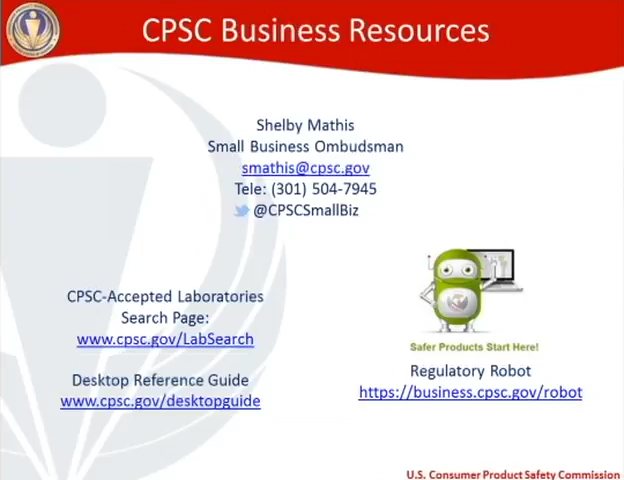 CPSC Business Resources
Shelby Mathis
Small Business Ombudsman
smathis@cpsc.gov
Tele: (301) 504-7945
@CPSCSmallBiz
CPSC-Accepted Laboratories
Search Page:
www.cpsc.gov/LabSearch
Desktop Reference Guide
www.cpsc.gov/desktopguide
Safer Products Start Here!
Regulatory Robot
https://business.cpsc.gov/robot
U.S. Consumer Product Safety Commission